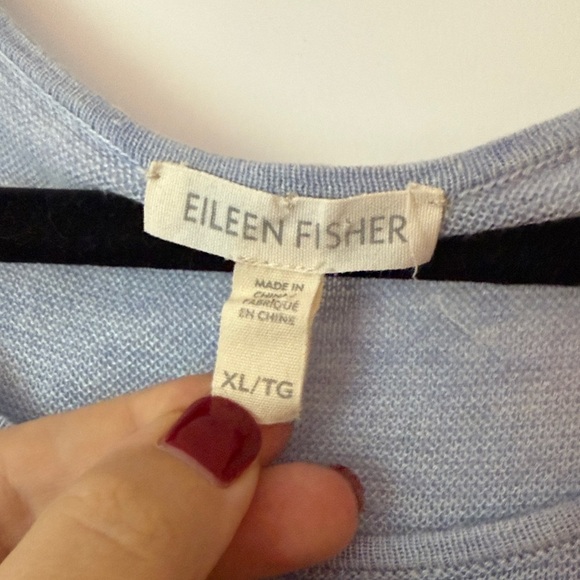 EILEEN FISHER
MADE IN
CHINA
FABRIQUÉ
EN CHINE
XL/TG